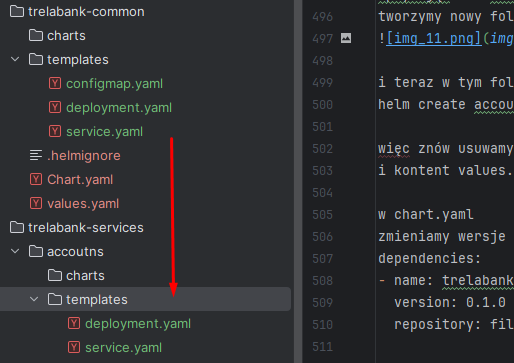 trelabank-common
charts
templates
configmap.yaml
deployment.yaml
service.yaml
.helmignore
Chart.yaml
values.yaml
trelabank-services
accoutns
charts
templates
deployment.yaml
service.yaml
496
497
498
499
500
501
502
503
504
505
506
507
508
509
510
511
tworzymy nowy fol
![img_11.png](img
i teraz w tym fol
helm create accou
więc znów usuwamy
i kontent values.
w chart.yaml
zmieniamy wersje
dependencies:
- name: trelabank
version: 0.1.0
repository: fil